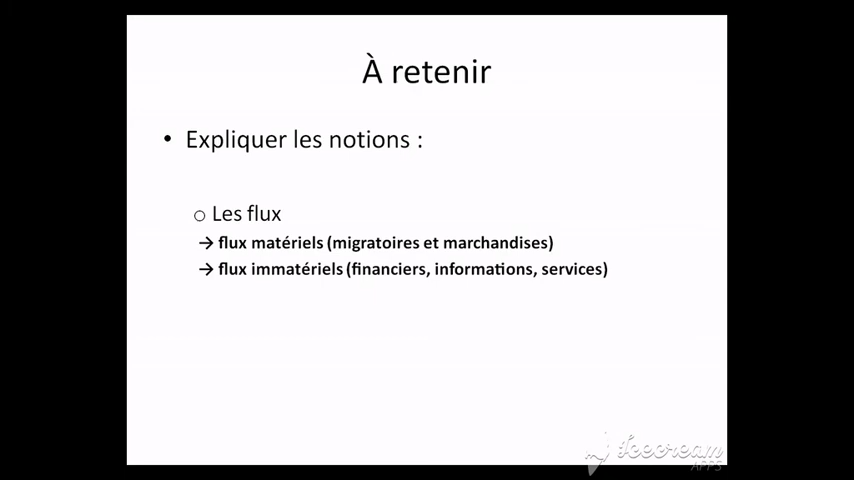 À retenir
• Expliquer les notions :
o Les flux
→ flux matériels (migratoires et marchandises)
→ flux immatériels (financiers, informations, services)
Icecream
APPS